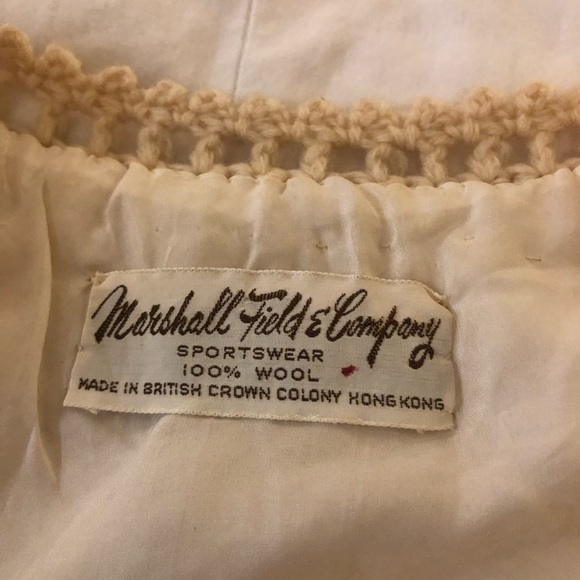 Marshall Field & Company
SPORTSWEAR
100% WOOL
MADE IN BRITISH CROWN COLONY HONG KONG